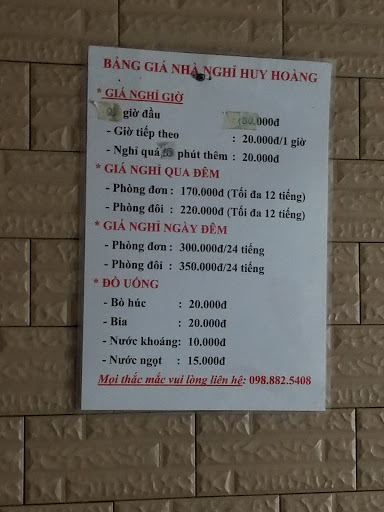 BẢNG GIÁ NHÀ NGHỈ HUY HOÀNG
* GIÁ NGHỈ GIỜ
giờ đầu
- Giờ tiếp theo : 20.000đ/1 giờ
- Nghỉ quá phút thêm : 20.000đ
* GIÁ NGHỈ QUA ĐÊM
- Phòng đơn : 170.000đ (Tối đa 12 tiếng)
- Phòng đôi : 220.000đ (Tối đa 12 tiếng)
* GIÁ NGHỈ NGÀY ĐÊM
- Phòng đơn : 300.000đ/24 tiếng
- Phòng đôi : 350.000đ/24 tiếng
* ĐỒ UỐNG
- Bò húc : 20.000đ
- Bia : 20.000đ
- Nước khoáng: 10.000đ
- Nước ngọt : 15.000đ
Mọi thắc mắc vui lòng liên hệ: 098.882.5408